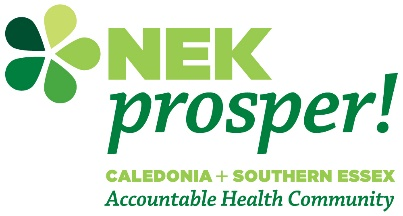 NEK
prosper!
CALEDONIA + SOUTHERN ESSEX
Accountable Health Community